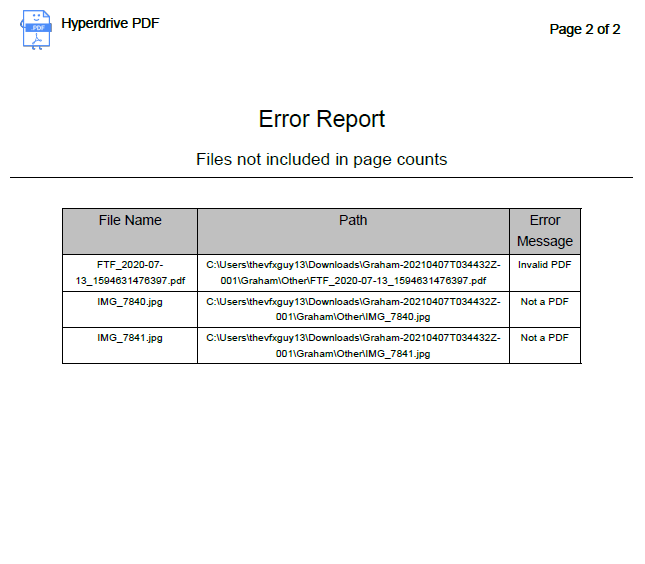 Hyperdrive PDF
Page 2 of 2
.PDF
Error Report
Files not included in page counts
File Name
Path
Error
Message
FTF_2020-07-
13_1594631476397.pdf
C:\Users\thevfxguy13\Downloads\Graham-20210407T034432Z-
001\Graham\Other\FTF_2020-07-13_1594631476397.pdf
Invalid PDF
IMG_7840.jpg
C:\Users\thevfxguy13\Downloads\Graham-20210407T034432Z-
001\Graham\Other\IMG_7840.jpg
Not a PDF
IMG_7841.jpg
C:\Users\thevfxguy13\Downloads\Graham-20210407T034432Z-
001\Graham\Other\IMG_7841.jpg
Not a PDF